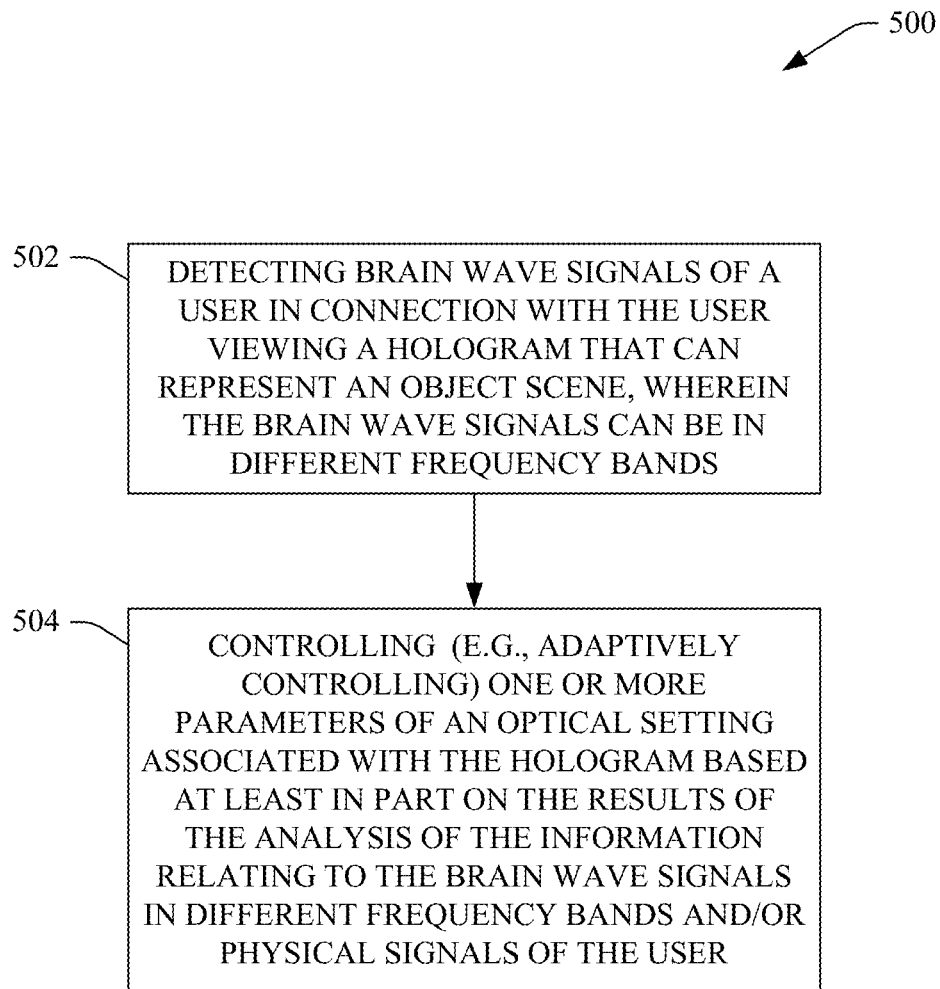 500
502
DETECTING BRAIN WAVE SIGNALS OF A
USER IN CONNECTION WITH THE USER
VIEWING A HOLOGRAM THAT CAN
REPRESENT AN OBJECT SCENE, WHEREIN
THE BRAIN WAVE SIGNALS CAN BE IN
DIFFERENT FREQUENCY BANDS
504
CONTROLLING (E.G., ADAPTIVELY
CONTROLLING) ONE OR MORE
PARAMETERS OF AN OPTICAL SETTING
ASSOCIATED WITH THE HOLOGRAM BASED
AT LEAST IN PART ON THE RESULTS OF
THE ANALYSIS OF THE INFORMATION
RELATING TO THE BRAIN WAVE SIGNALS
IN DIFFERENT FREQUENCY BANDS AND/OR
PHYSICAL SIGNALS OF THE USER